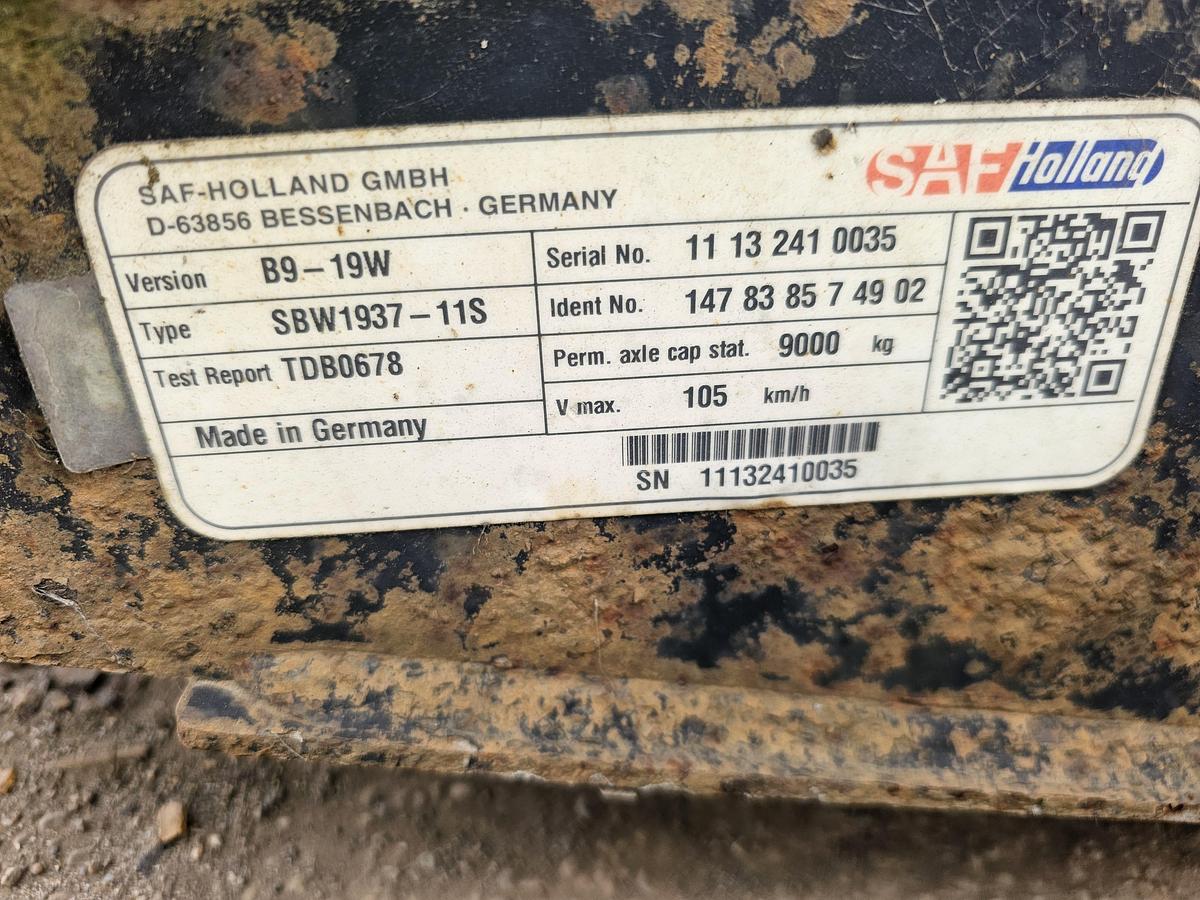 SAF-HOLLAND GMBH
D-63856 BESSENBACH · GERMANY
SAF Holland
Version B9-19W
Type SBW1937-11S
Test Report TDB0678
Made in Germany
Serial No. 11 13 241 0035
Ident No. 147 83 85 7 49 02
Perm. axle cap stat. 9000 kg
V max. 105 km/h
SN 11132410035